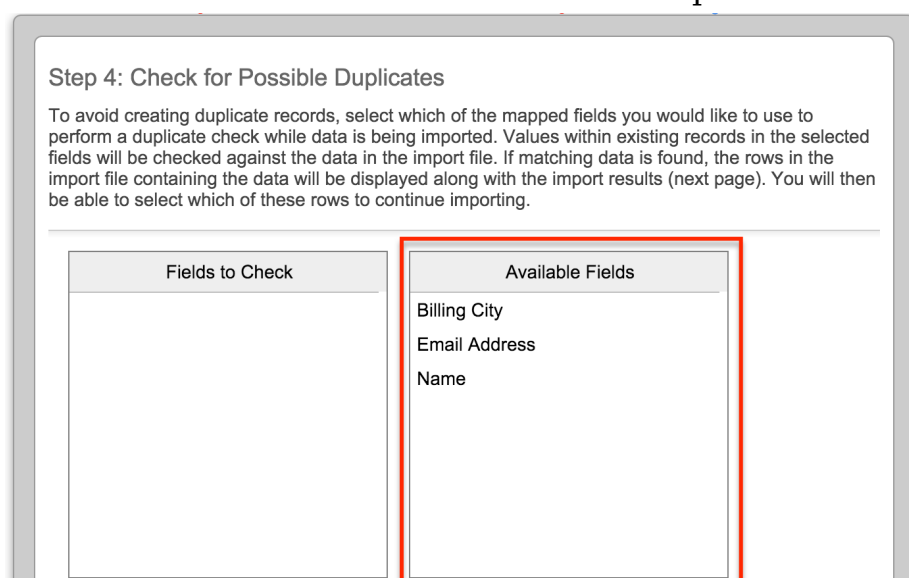 Step 4: Check for Possible Duplicates
To avoid creating duplicate records, select which of the mapped fields you would like to use to
perform a duplicate check while data is being imported. Values within existing records in the selected
fields will be checked against the data in the import file. If matching data is found, the rows in the
import file containing the data will be displayed along with the import results (next page). You will then
be able to select which of these rows to continue importing.
Fields to Check
Available Fields
Billing City
Email Address
Name